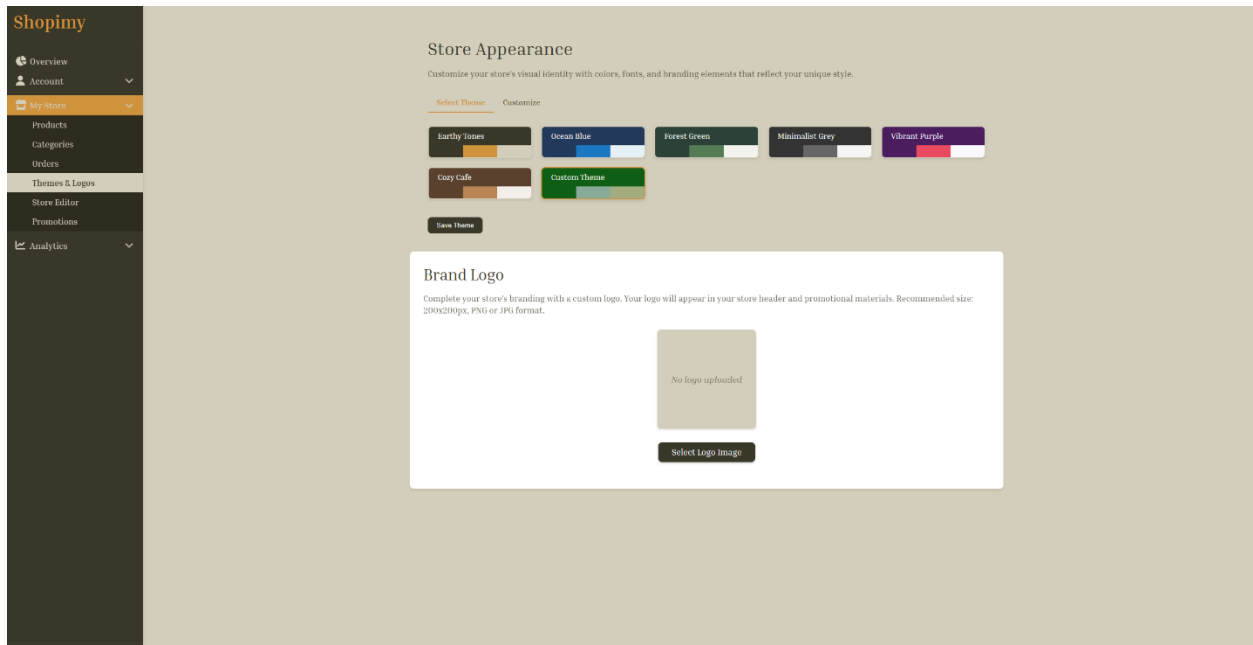 Shopimy
Overview
Account
My Store
Products
Categories
Orders
Themes & Logos
Store Editor
Promotions
Analytics
Store Appearance
Customize your store's visual identity with colors, fonts, and branding elements that reflect your unique style.
Select Theme Customize
Earthy Tones Ocean Blue Forest Green Minimalist Grey Vibrant Purple
Cozy Cafe Custom Theme
Save Theme
Brand Logo
Complete your store's branding with a custom logo. Your logo will appear in your store header and promotional materials. Recommended size:
200x200px, PNG or JPG format.
No logo uploaded
Select Logo Image